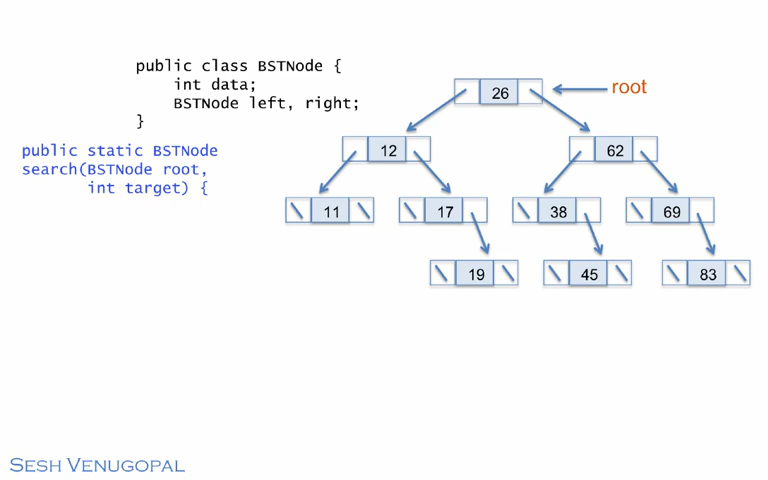 public class BSTNode {
int data;
BSTNode left, right;
}
public static BSTNode
search(BSTNode root,
int target) {
26
root
12
62
11
17
38
69
19
45
83
SESH VENUGOPAL